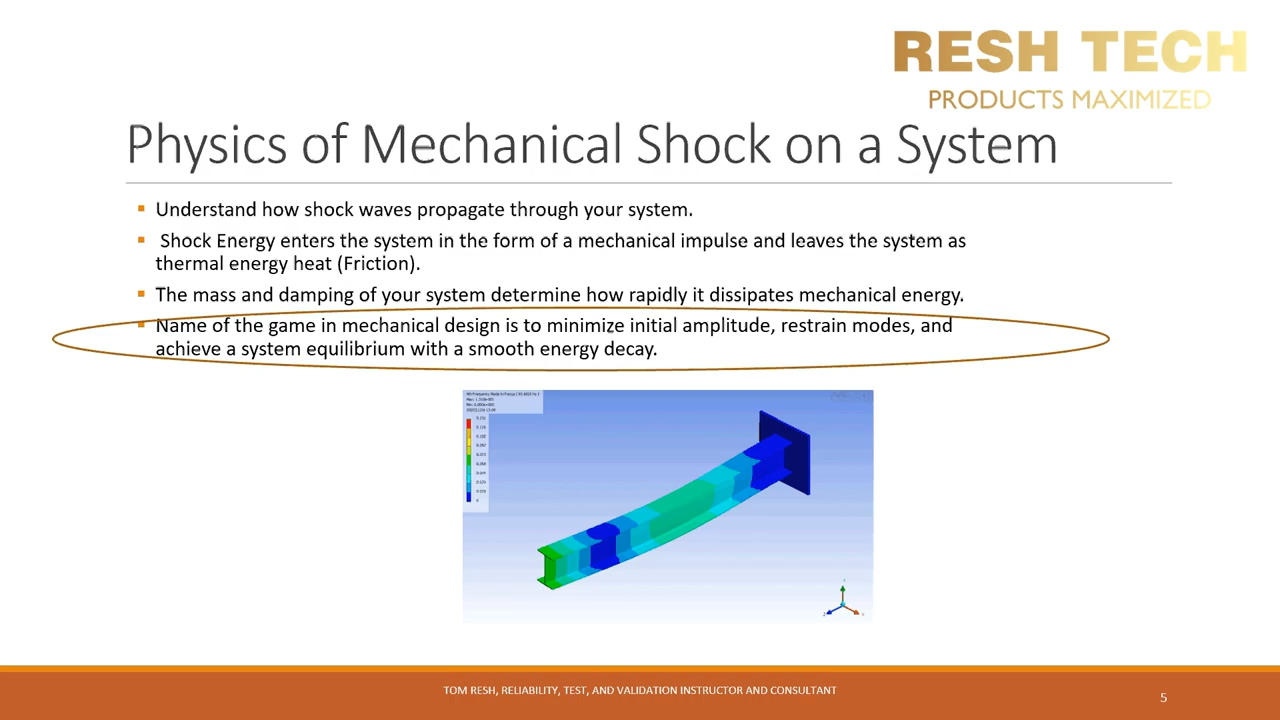 RESH TECH
PRODUCTS MAXIMIZED
Physics of Mechanical Shock on a System
Understand how shock waves propagate through your system.
Shock Energy enters the system in the form of a mechanical impulse and leaves the system as
thermal energy heat (Friction).
The mass and damping of your system determine how rapidly it dissipates mechanical energy.
Name of the game in mechanical design is to minimize initial amplitude, restrain modes, and
achieve a system equilibrium with a smooth energy decay.
TOM RESH, RELIABILITY, TEST, AND VALIDATION INSTRUCTOR AND CONSULTANT
5